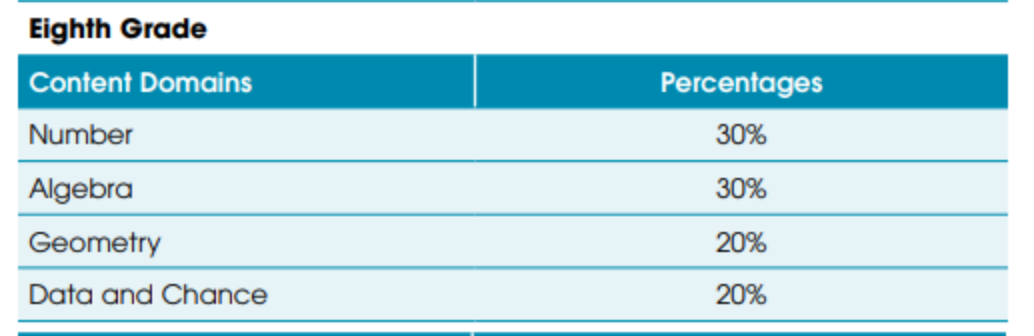 Eighth Grade
Content Domains Percentages
Number 30%
Algebra 30%
Geometry 20%
Data and Chance 20%